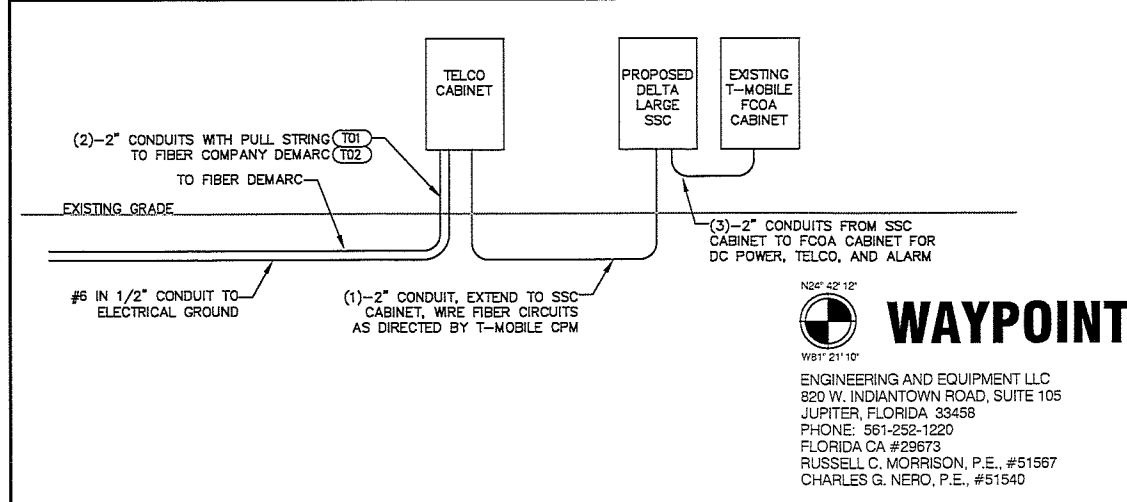 TELCO
CABINET
PROPOSED
DELTA
LARGE
SSC
EXISTING
T-MOBILE
FCOA
CABINET
(2)-2" CONDUITS WITH PULL STRING T01
TO FIBER COMPANY DEMARC T02
TO FIBER DEMARC
EXISTING GRADE
#6 IN 1/2" CONDUIT TO
ELECTRICAL GROUND
(1)-2" CONDUIT, EXTEND TO SSC
CABINET, WIRE FIBER CIRCUITS
AS DIRECTED BY T-MOBILE CPM
(3)-2" CONDUITS FROM SSC
CABINET TO FCOA CABINET FOR
DC POWER, TELCO, AND ALARM
N24° 42' 12"
W81° 21' 10"
WAYPOINT
ENGINEERING AND EQUIPMENT LLC
820 W. INDIANTOWN ROAD, SUITE 105
JUPITER, FLORIDA 33458
PHONE: 561-252-1220
FLORIDA CA #29673
RUSSELL C. MORRISON, P.E., #51567
CHARLES G. NERO, P.E., #51540